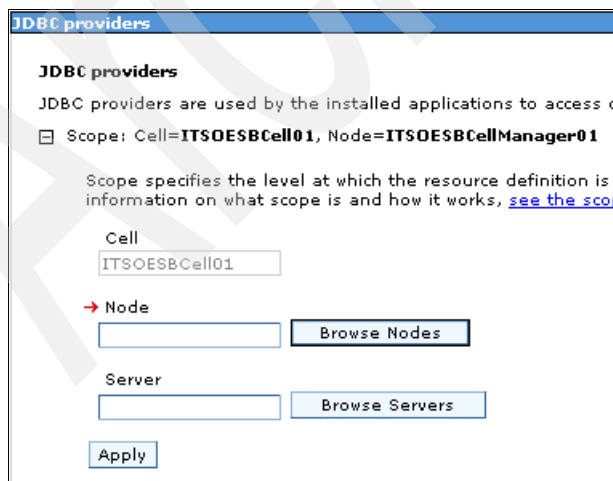 JDBC providers
JDBC providers
JDBC providers are used by the installed applications to access
Scope: Cell=ITSOESBCell01, Node=ITSOESBCellManager01
Scope specifies the level at which the resource definition is
information on what scope is and how it works, see the
Cell
ITSOESBCell01
Node
Browse Nodes
Server
Browse Servers
Apply